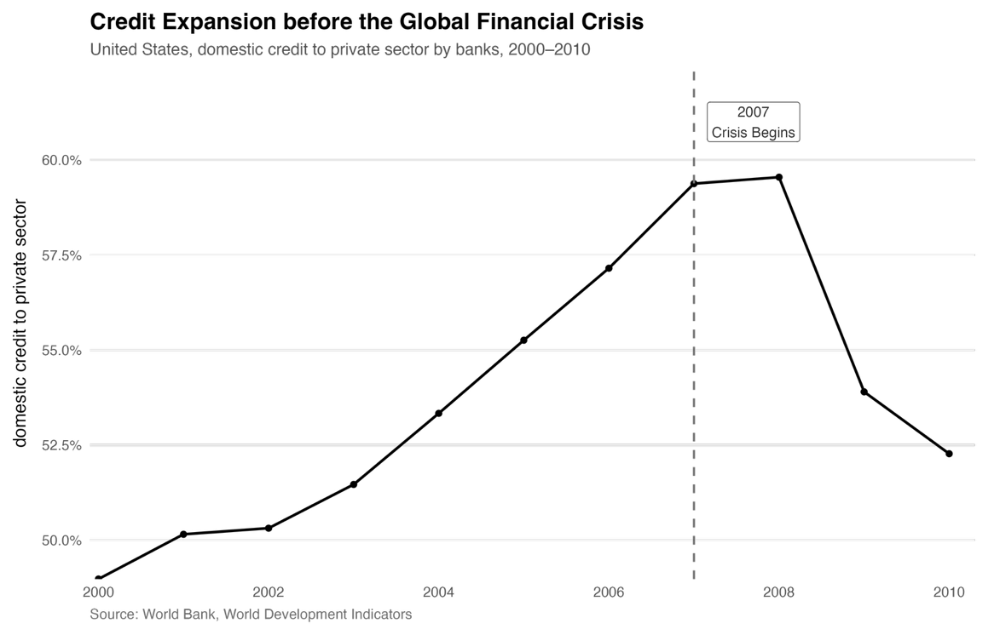 Credit Expansion before the Global Financial Crisis
United States, domestic credit to private sector by banks, 2000–2010
2007
Crisis Begins
domestic credit to private sector
60.0%
57.5%
55.0%
52.5%
50.0%
2000 2002 2004 2006 2008 2010
Source: World Bank, World Development Indicators